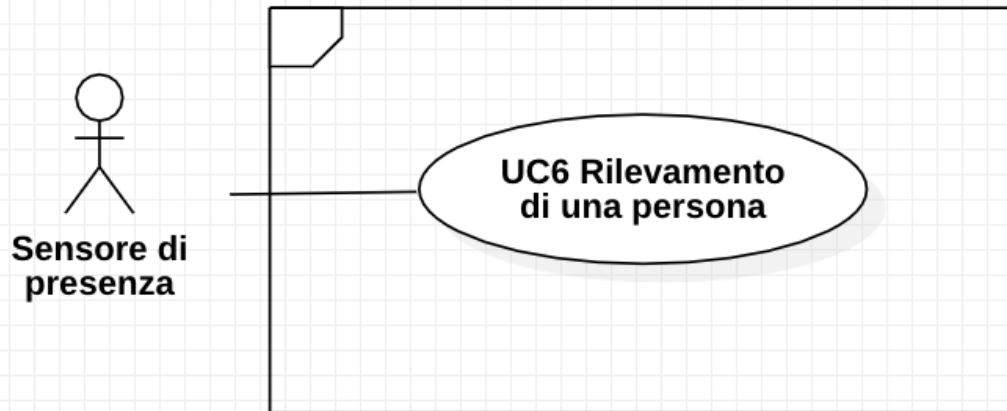 UC6 Rilevamento
di una persona
Sensore di
presenza